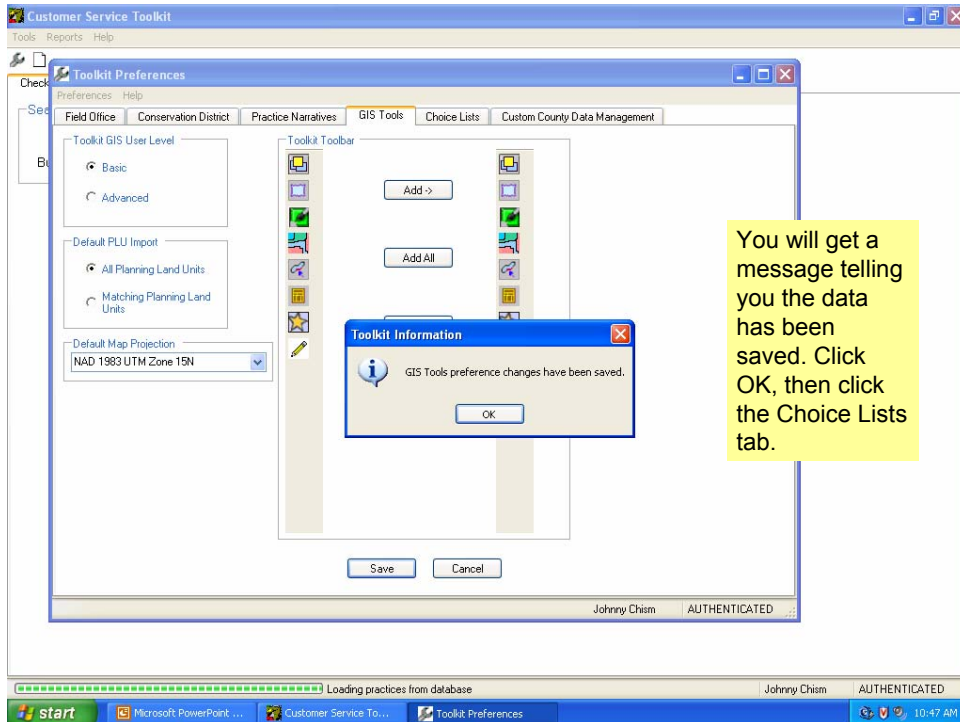 Customer Service Toolkit
Tools Reports Help
Check
See
Bu
Toolkit Preferences
Preferences Help
Field Office Conservation District Practice Narratives GIS Tools Choice Lists Custom County Data Management
Toolkit GIS User Level
Basic
Advanced
Default PLU Import
All Planning Land Units
Matching Planning Land
Units
Default Map Projection
NAD 1983 UTM Zone 15N
Toolkit Toolbar
Add ->
Add All
Toolkit Information
GIS Tools preference changes have been saved.
OK
Save Cancel
Johnny Chism AUTHENTICATED
You will get a
message telling
you the data
has been
saved. Click
OK, then click
the Choice Lists
tab.
Loading practices from database
Johnny Chism AUTHENTICATED
start Microsoft PowerPoint ... Customer Service To... Toolkit Preferences 10:47 AM